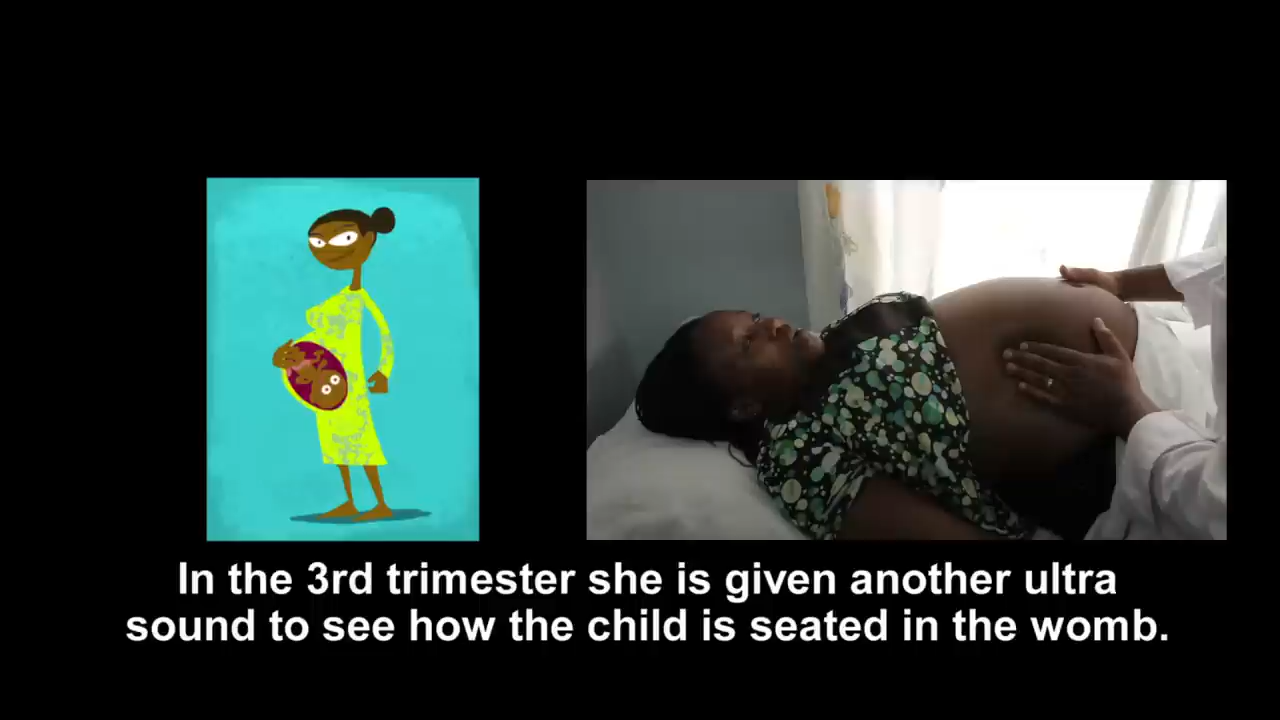 In the 3rd trimester she is given another ultra
sound to see how the child is seated in the womb.